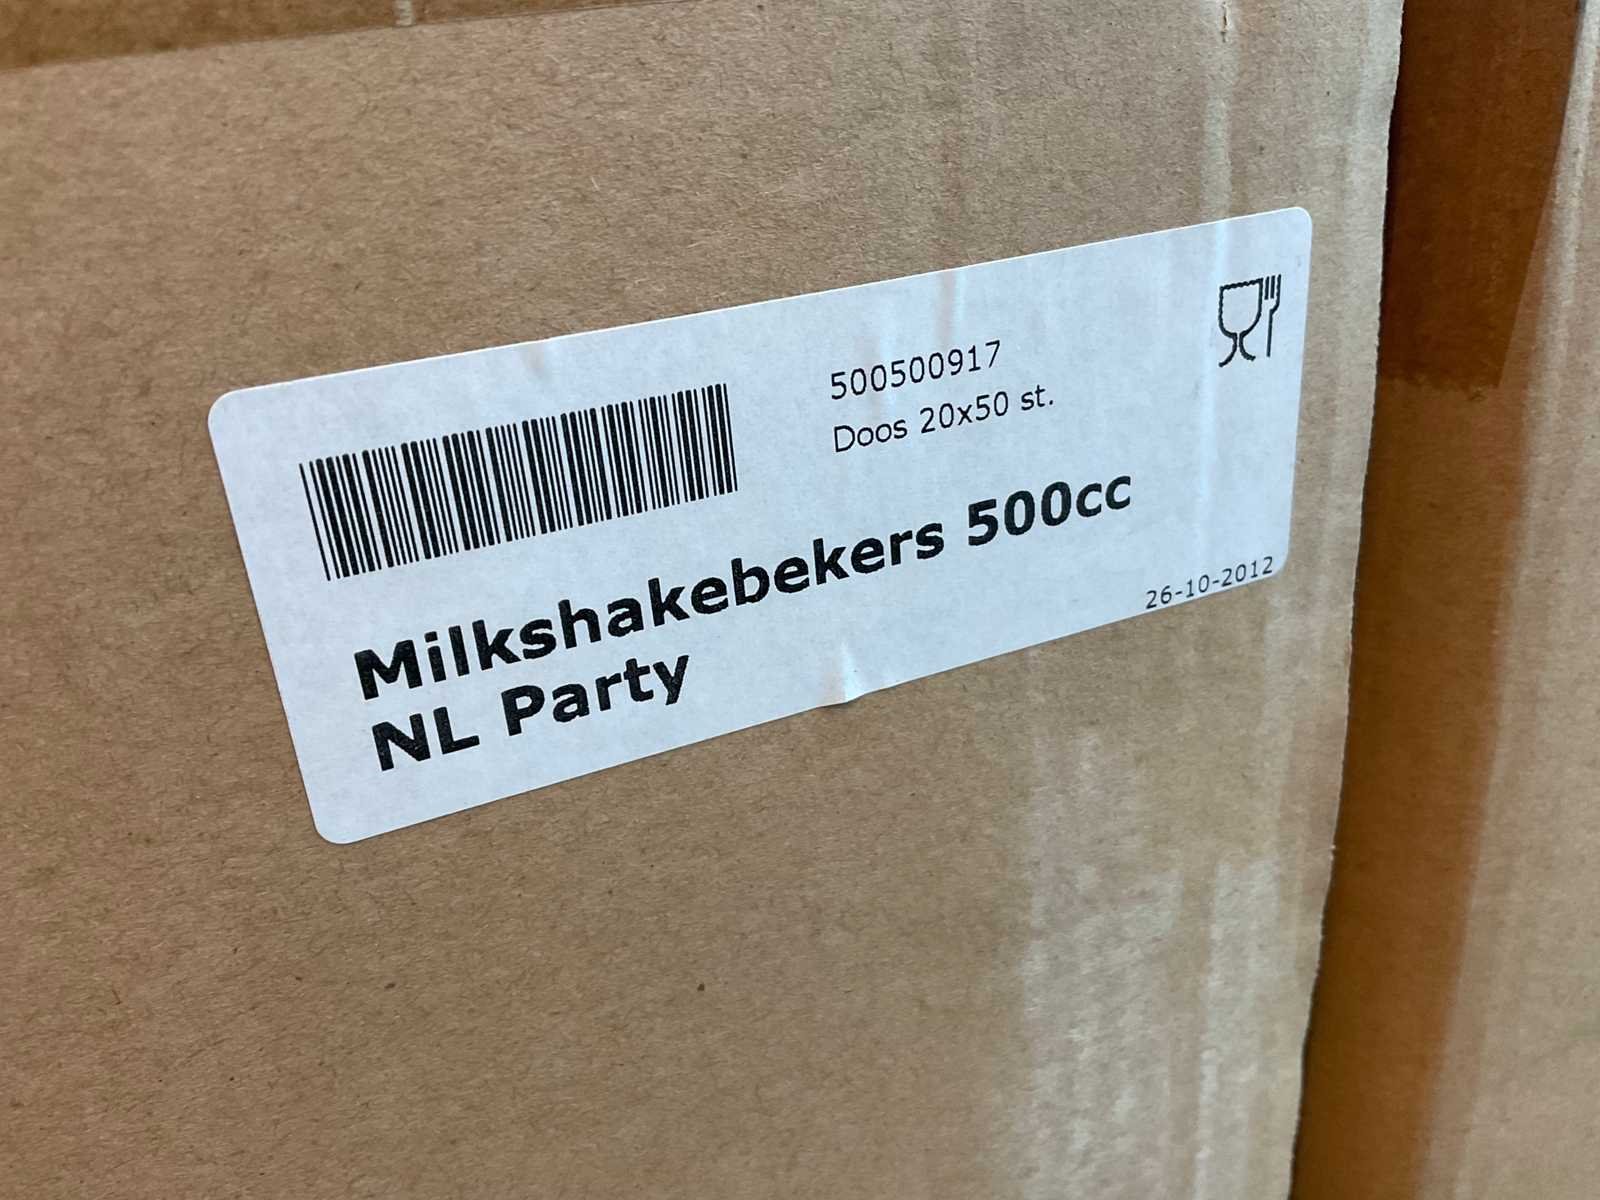 500500917
Doos 20x50 st.
Milkshakebekers 500cc
NL Party
26-10-2012